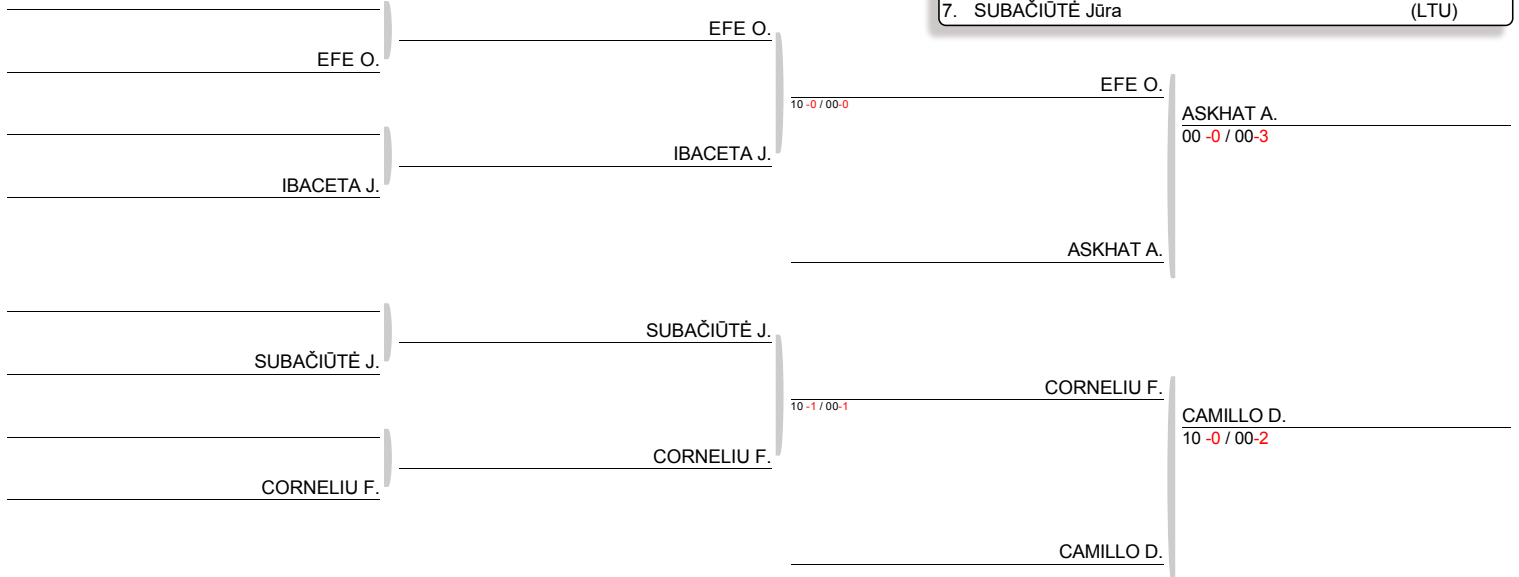 7. SUBAČIŪTĖ Jūra (LTU)
EFE O.
EFE O.
EFE O.
10 -0 / 00-0
ASKHAT A.
00 -0 / 00-3
IBACETA J.
IBACETA J.
ASKHAT A.
SUBAČIŪTĖ J.
SUBAČIŪTĖ J.
CORNELIU F.
10 -1 / 00-1
CAMILLO D.
10 -0 / 00-2
CORNELIU F.
CORNELIU F.
CAMILLO D.